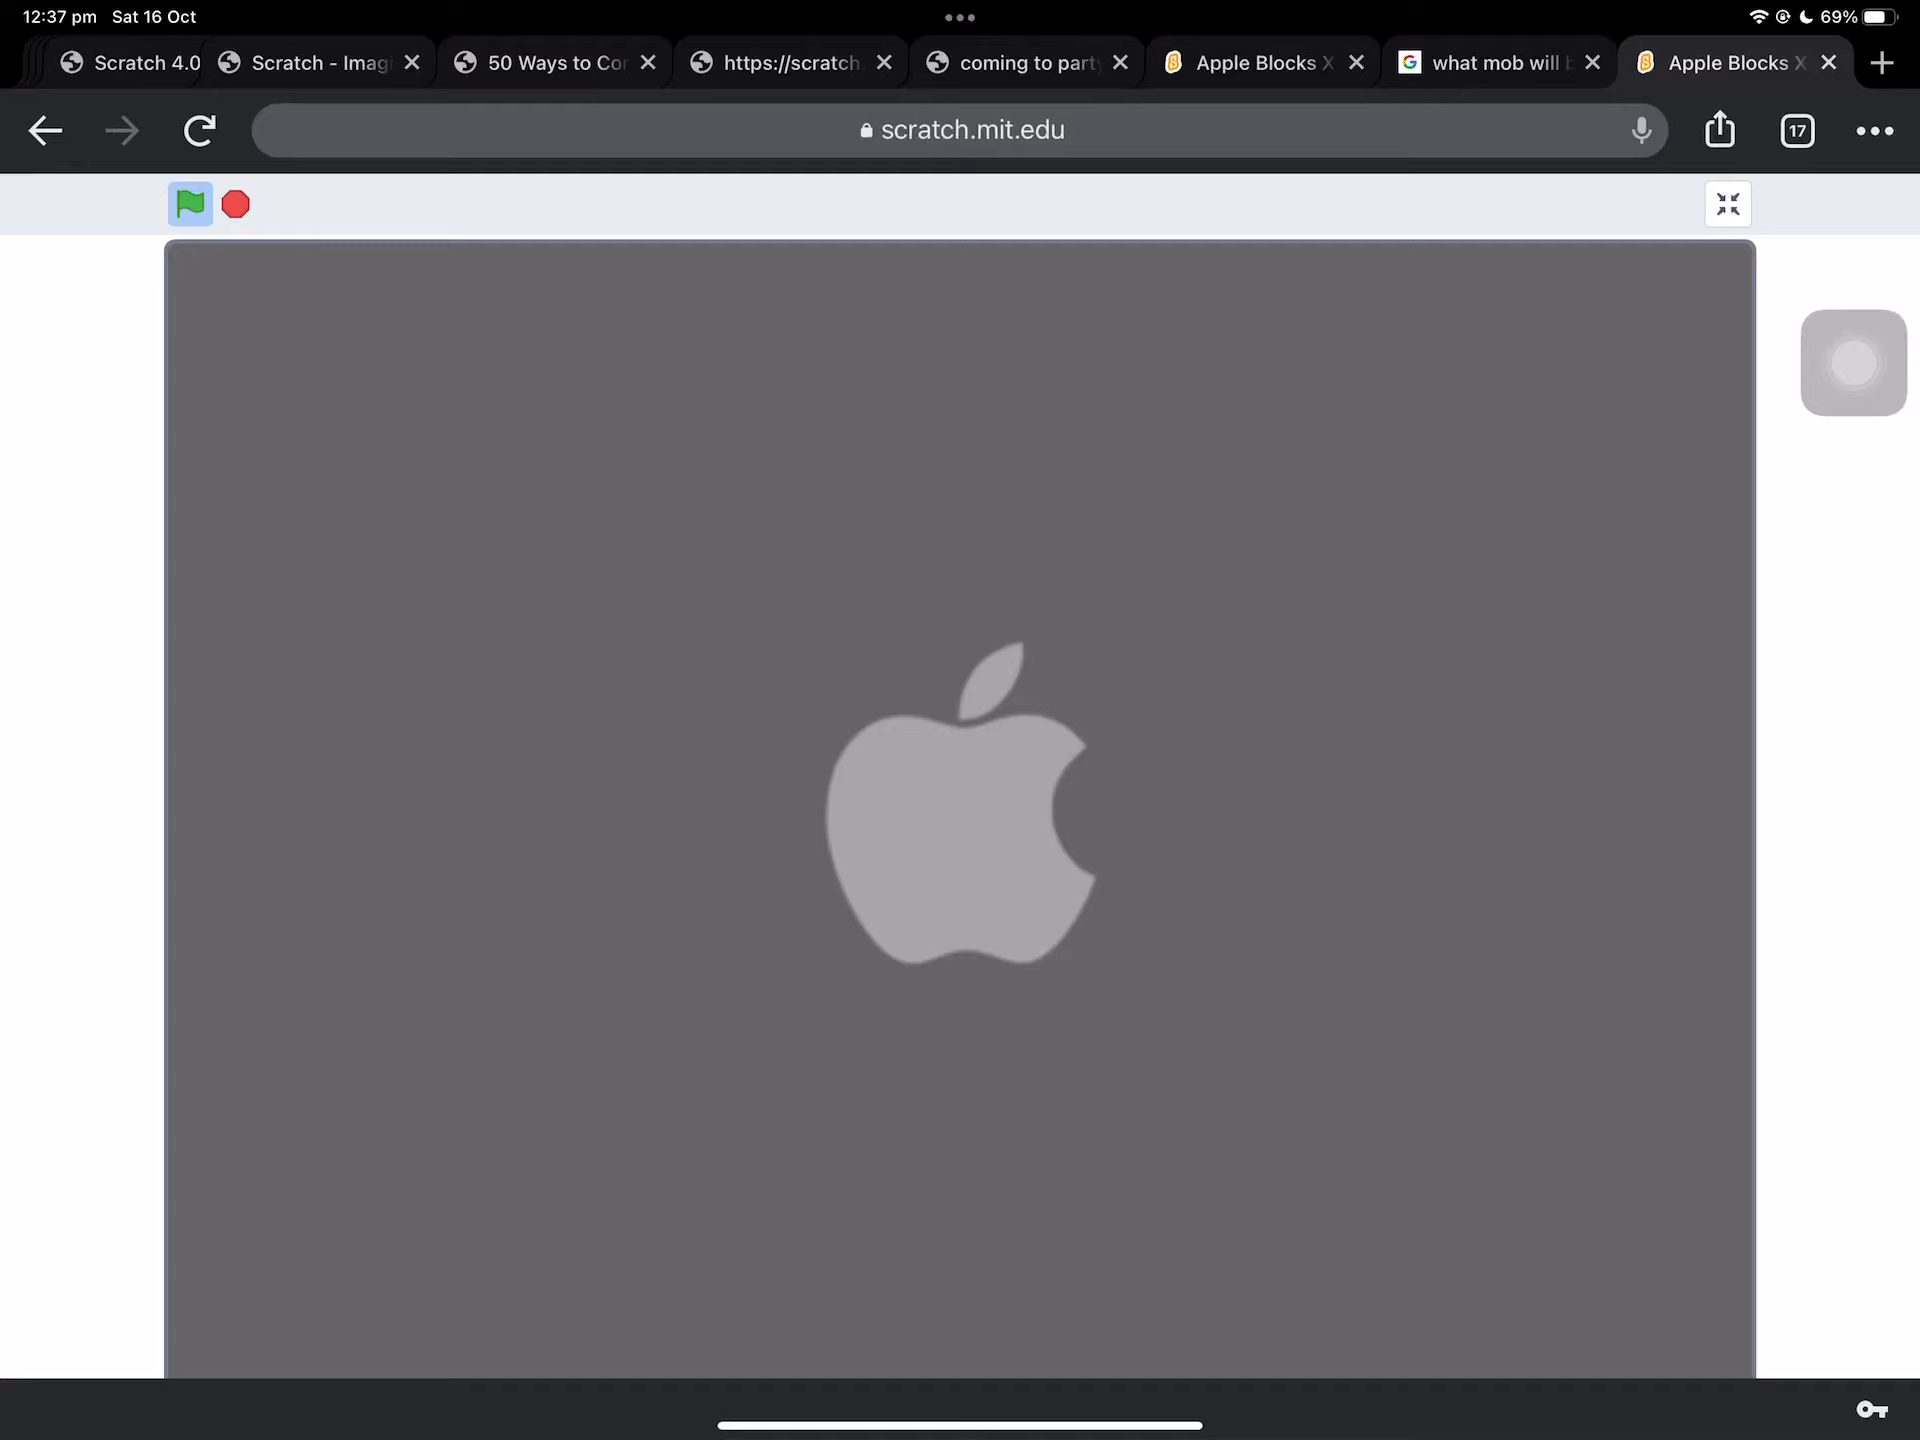 12:37 pm Sat 16 Oct
69%
Scratch 4.0
Scratch - Imag
50 Ways to Co
https://scratch.
coming to part
Apple Blocks X
what mob will
Apple Blocks X
scratch.mit.edu
17